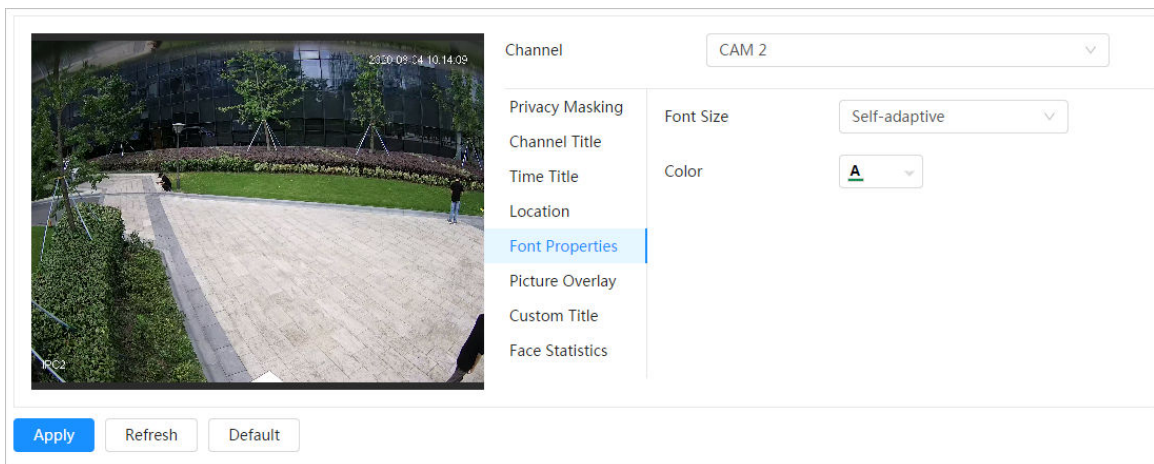 2020-09-04 10:14:09
IPC2
Channel
CAM 2
Privacy Masking
Channel Title
Time Title
Location
Font Properties
Picture Overlay
Custom Title
Face Statistics
Font Size
Self-adaptive
Color
A
Apply
Refresh
Default